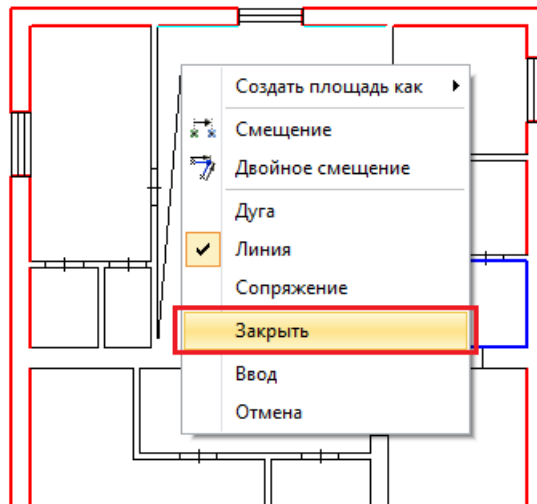 Создать площадь как
Смещение
Двойное смещение
Дуга
Линия
Сопряжение
Закрыть
Ввод
Отмена